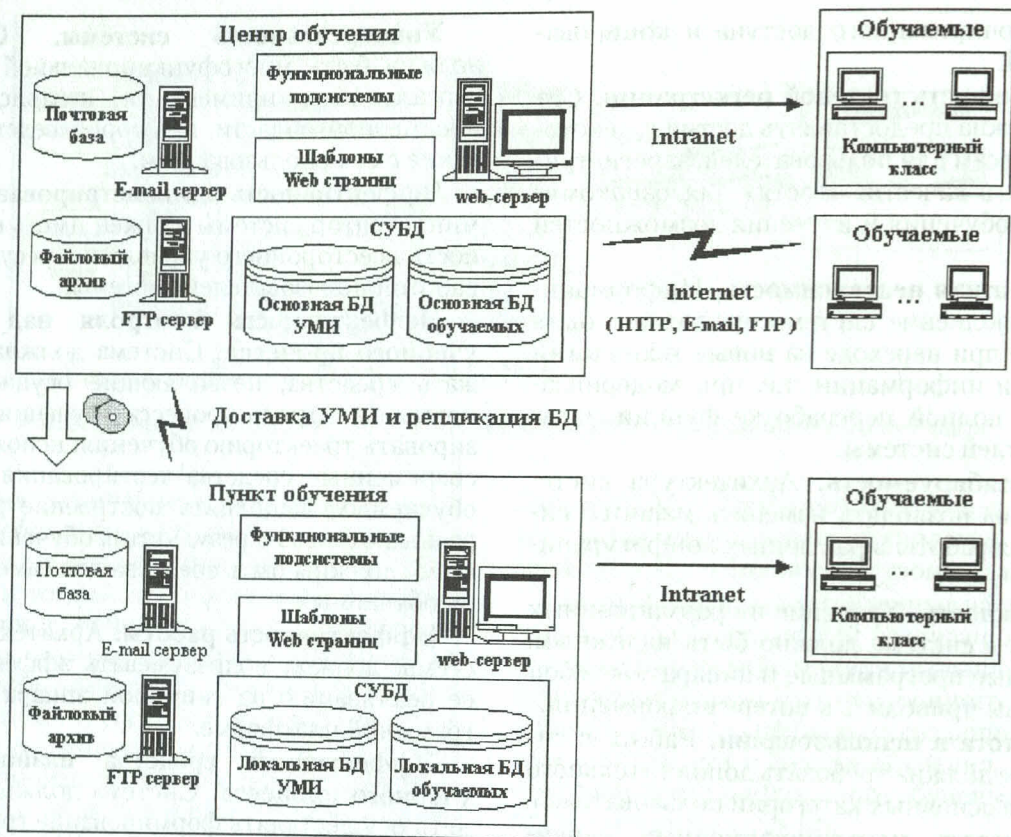 Центр обучения
Почтовая
база
E-mail сервер
Функциональные
подсистемы
Шаблоны
Web страниц
web-сервер
Файловый
архив
FTP сервер
СУБД
Основная БД
УМИ
Основная БД
обучаемых
Intranet
Обучаемые
...
Компьютерный
класс
Internet
( HTTP, E-mail, FTP )
Обучаемые
...
Доставка УМИ и репликация БД
Пункт обучения
Почтовая
база
E-mail сервер
Функциональные
подсистемы
Шаблоны
Web страниц
web-сервер
Файловый
архив
FTP сервер
СУБД
Локальная БД
УМИ
Локальная БД
обучаемых
Intranet
Обучаемые
...
Компьютерный
класс